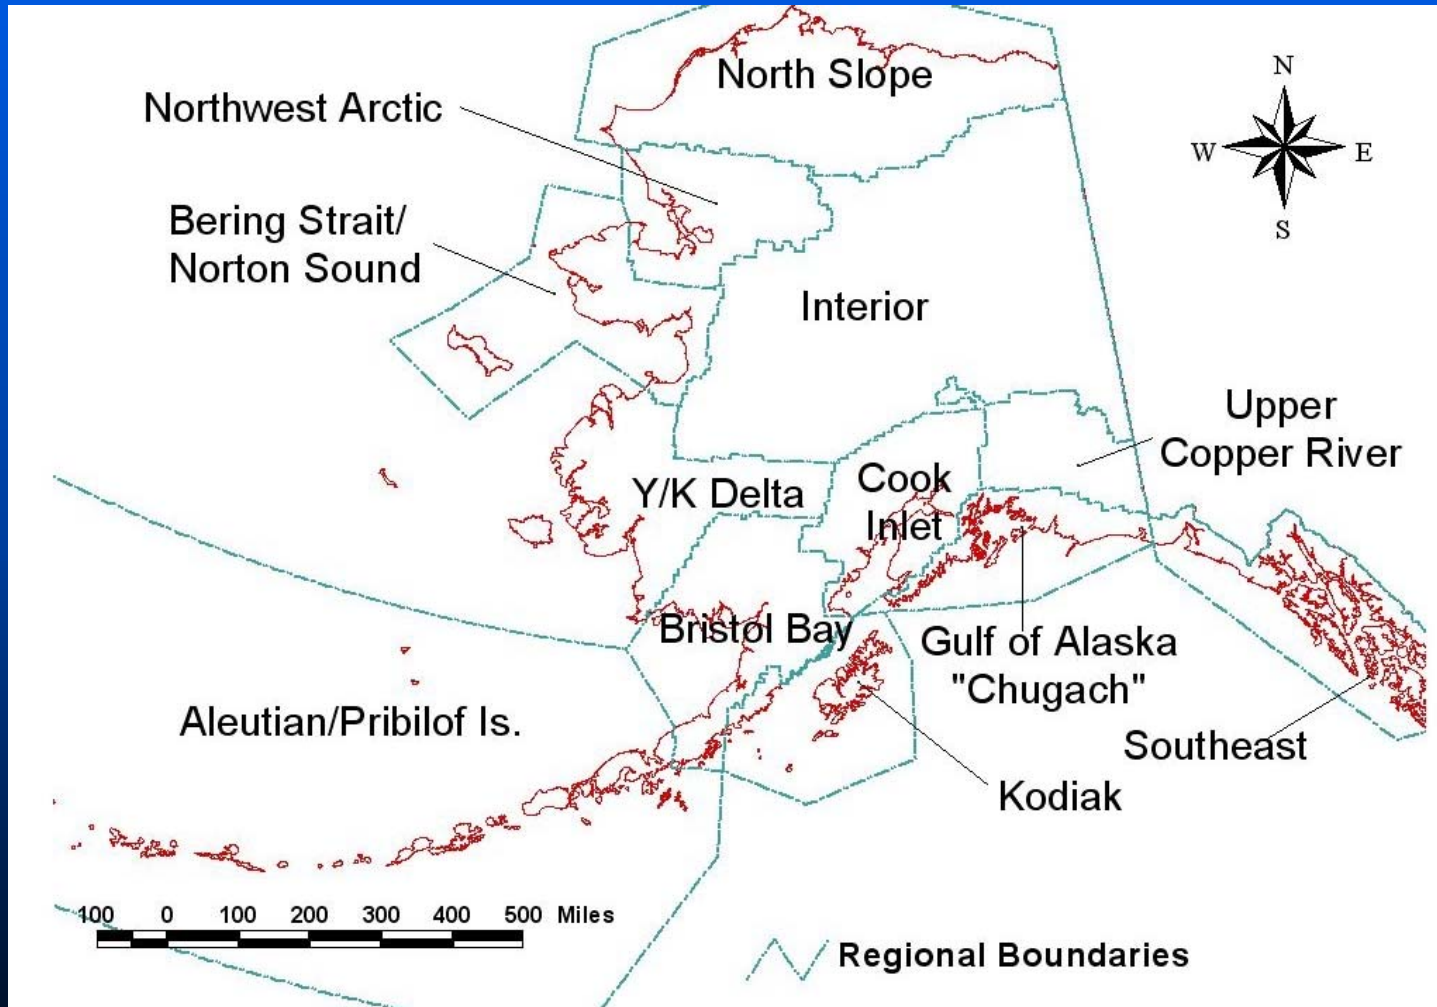 North Slope
Northwest Arctic
N
W
E
S
Bering Strait/
Norton Sound
Interior
Upper
Copper River
Cook
Inlet
Y/K Delta
Bristol Bay
Gulf of Alaska
"Chugach"
Aleutian/Pribilof Is.
Southeast
Kodiak
100 0 100 200 300 400 500 Miles
Regional Boundaries